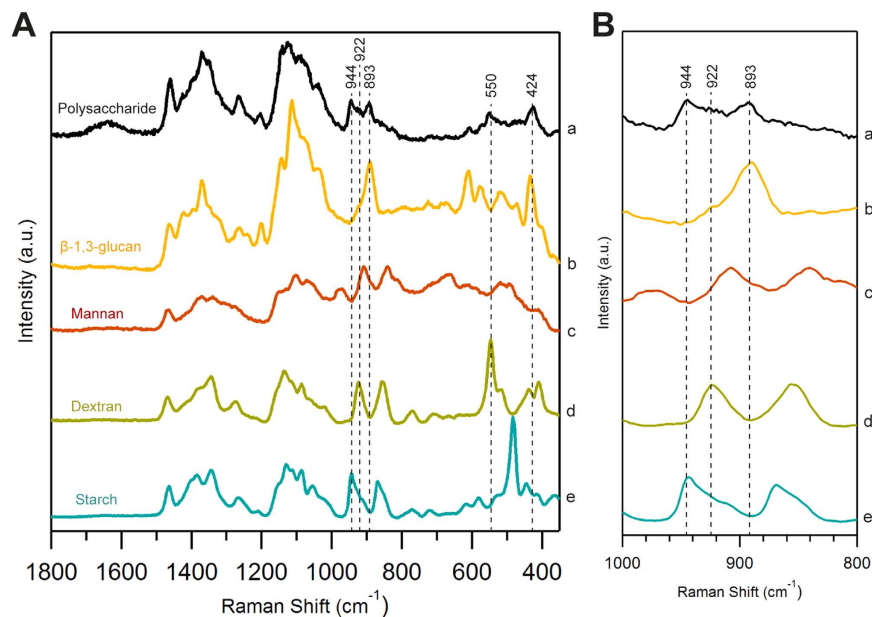 A
B
944
922
893
550
424
944
922
893
Polysaccharide
a
a
β-1,3-glucan
b
b
Mannan
c
c
Dextran
d
d
Starch
e
e
Intensity (a.u.)
Intensity (a.u.)
1800 1600 1400 1200 1000 800 600 400
1000 900 800
Raman Shift (cm⁻¹)
Raman Shift (cm⁻¹)